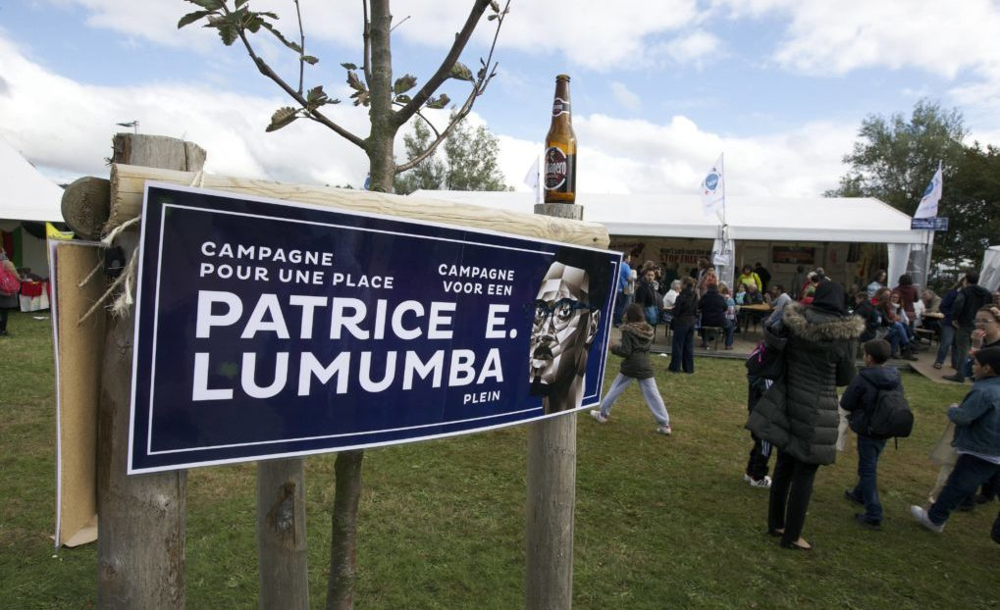 CAMPAGNE
POUR UNE PLACE
CAMPAGNE
VOOR EEN
PATRICE E.
LUMUMBA
PLEIN